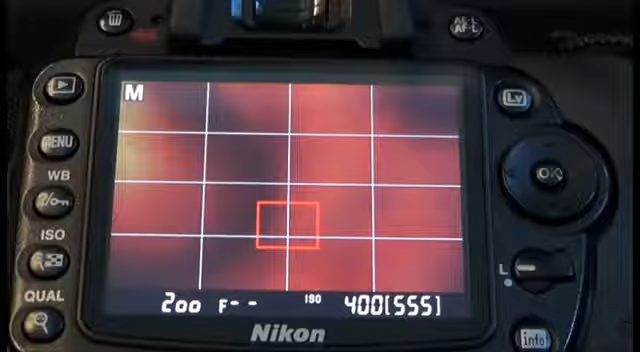 AE-L
AF-L
M
Lv
MENU
WB
OK
?/
ISO
L
QUAL
200 F-- ISO 400[555]
Nikon
info